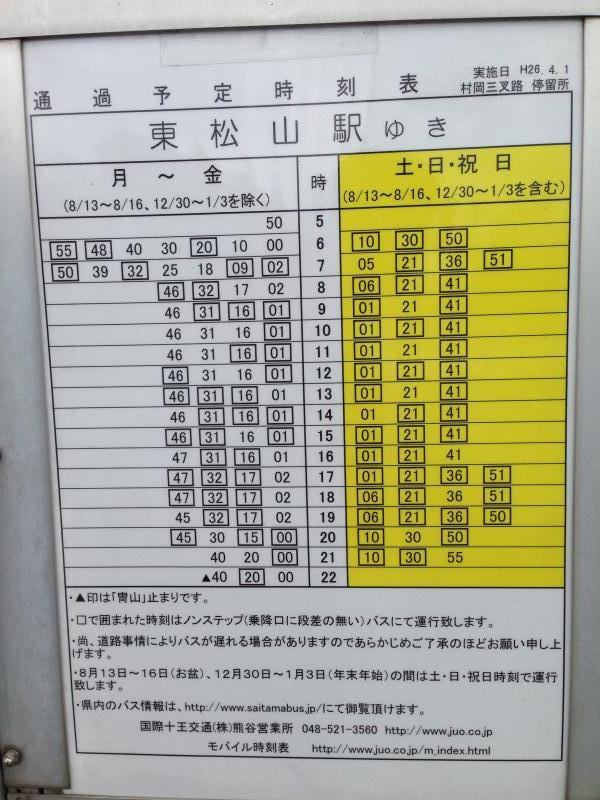 通過予定時刻表
実施日 H26.4.1
村岡三叉路 停留所
東松山駅ゆき
月～金 時 土・日・祝日
(8/13～8/16、12/30～1/3を除く) (8/13～8/16、12/30～1/3を含む)
50 5
55 48 40 30 20 10 00 6 10 30 50
50 39 32 25 18 09 02 7 05 21 36 51
46 32 17 02 8 06 21 41
46 31 16 01 9 01 21 41
46 31 16 01 10 01 21 41
46 31 16 01 11 01 21 41
46 31 16 01 12 01 21 41
46 31 16 01 13 01 21 41
46 31 16 01 14 01 21 41
46 31 16 01 15 01 21 41
47 31 16 01 16 01 21 41
47 32 17 02 17 01 21 36 51
47 32 17 02 18 06 21 36 51
45 32 17 02 19 06 21 36 50
45 30 15 00 20 10 30 50
40 20 00 21 10 30 55
▲40 20 00 22
・▲印は「冑山」止まりです。
・□で囲まれた時刻はノンステップ(乗降口に段差の無い)バスにて運行致します。
・尚、道路事情によりバスが遅れる場合がありますのであらかじめご了承のほどお願い申し上
げます。
・8月13日～16日(お盆)、12月30日～1月3日(年末年始)の間は土・日・祝日時刻で運行
致します。
・県内のバス情報は、http://www.saitamabus.jp/にて御覧頂けます。
国際十王交通(株)熊谷営業所 048-521-3560 http://www.juo.co.jp
モバイル時刻表 http://www.juo.co.jp/m_index.html